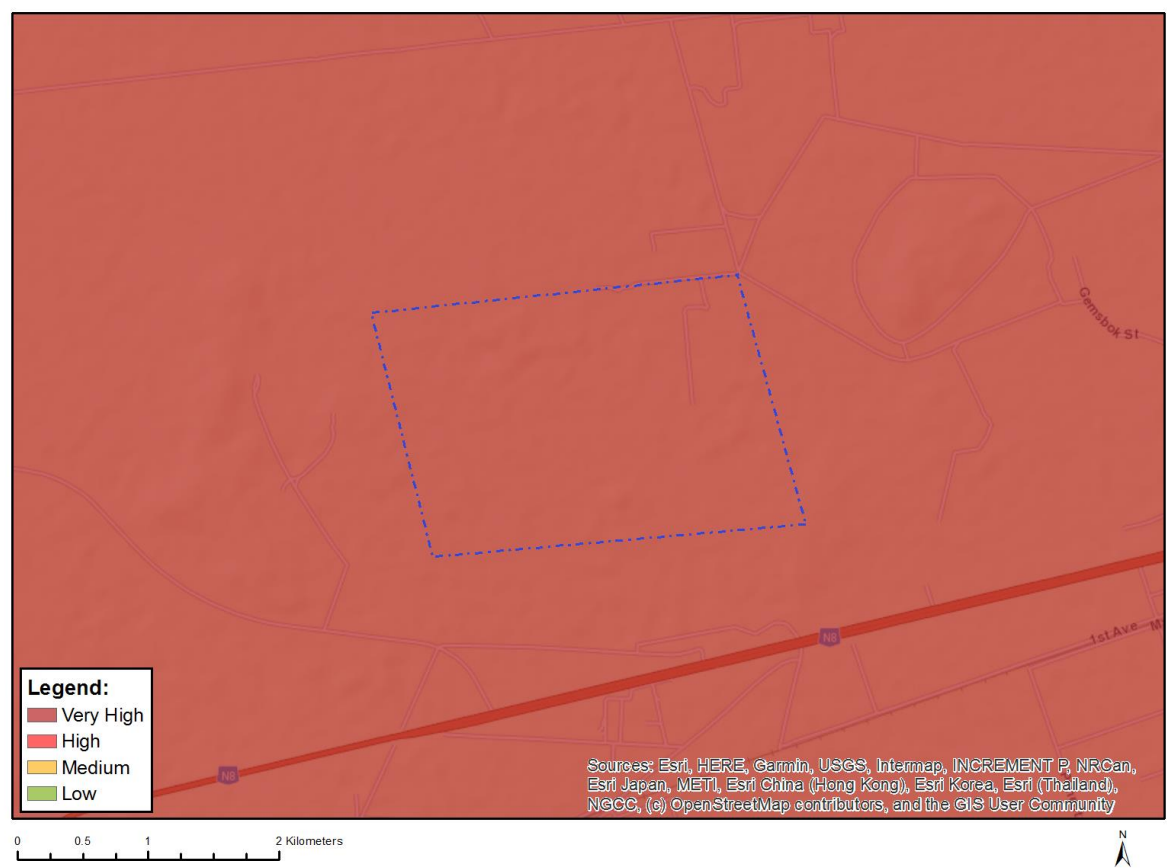 Gemsbok St
N8
1st Ave
N8
Legend:
Very High
High
Medium
Low
Sources: Esri, HERE, Garmin, USGS, Intermap, INCREMENT P, NRCan,
Esri Japan, METI, Esri China (Hong Kong), Esri Korea, Esri (Thailand),
NGCC, (c) OpenStreetMap contributors, and the GIS User Community
0 0.5 1 2 Kilometers
N